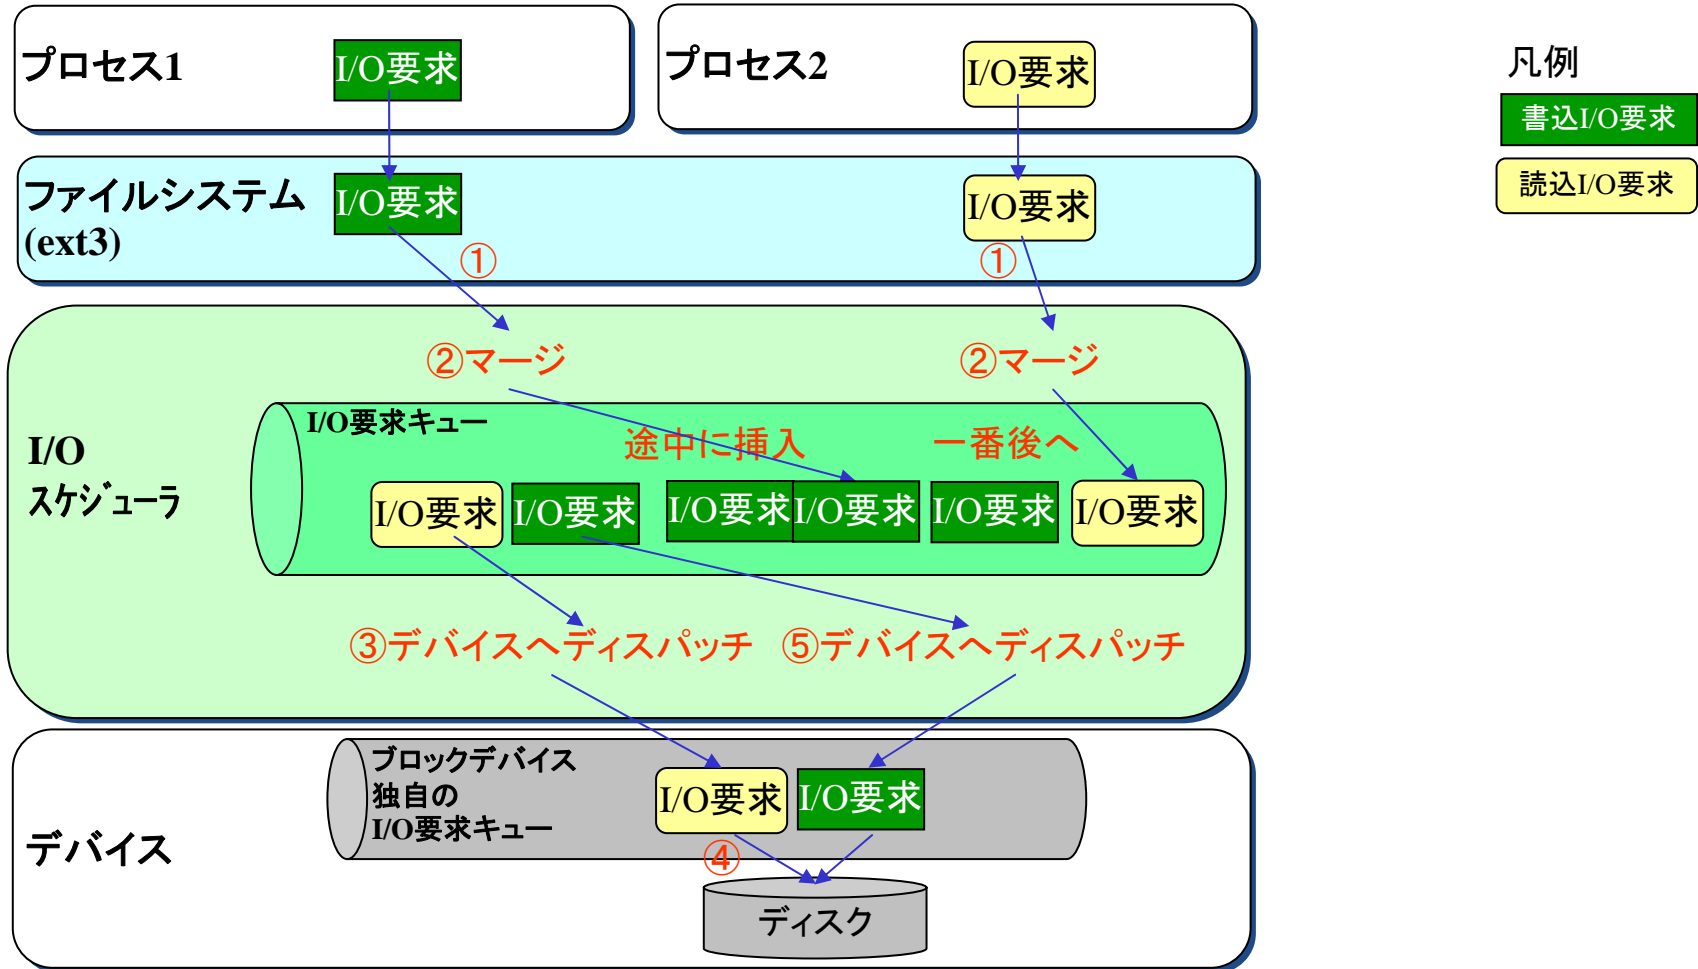 プロセス1
I/O要求
プロセス2
I/O要求
凡例
書込I/O要求
読込I/O要求
ファイルシステム
(ext3)
I/O要求
I/O要求
①
①
②マージ
②マージ
I/O要求キュー
途中に挿入
一番後へ
I/O
スケジューラ
I/O要求
I/O要求
I/O要求
I/O要求
I/O要求
I/O要求
③デバイスへディスパッチ
⑤デバイスへディスパッチ
ブロックデバイス
独自の
I/O要求キュー
I/O要求
I/O要求
デバイス
④
ディスク